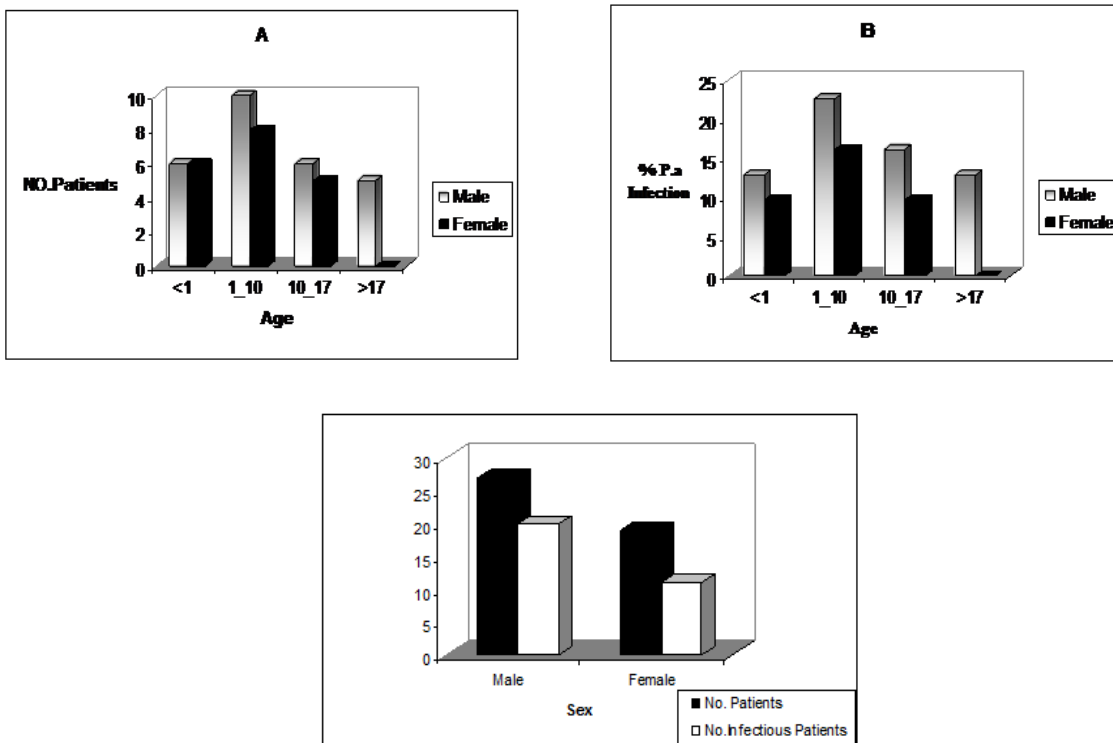 A
10
8
6
4
2
0
NO.Patients
<1 1_10 10_17 >17
Age
Male
Female
B
25
20
15
10
5
0
% P.a
Infection
<1 1_10 10_17 >17
Age
Male
Female
30
25
20
15
10
5
0
Male Female
Sex
No. Patients
No.Infectious Patients